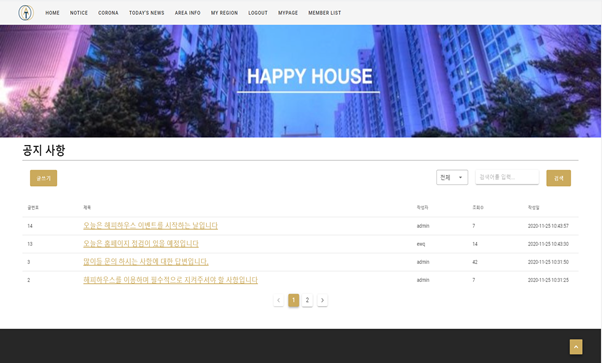 HOME NOTICE CORONA TODAY'S NEWS AREA INFO MY REGION LOGOUT MYPAGE MEMBER LIST
HAPPY HOUSE
공지 사항
글쓰기 전체 검색어를 입력... 검색
글번호 제목 작성자 조회수 작성일
14 오늘은 해피하우스 이벤트를 시작하는 날입니다 admin 7 2020-11-25 10:43:57
13 오늘은 홈페이지 점검이 있을 예정입니다 ewq 14 2020-11-25 10:43:30
3 많이들 문의 하시는 사항에 대한 답변입니다. admin 42 2020-11-25 10:31:50
2 해피하우스를 이용하며 필수적으로 지켜주셔야 할 사항입니다 admin 7 2020-11-25 10:31:25
1 2